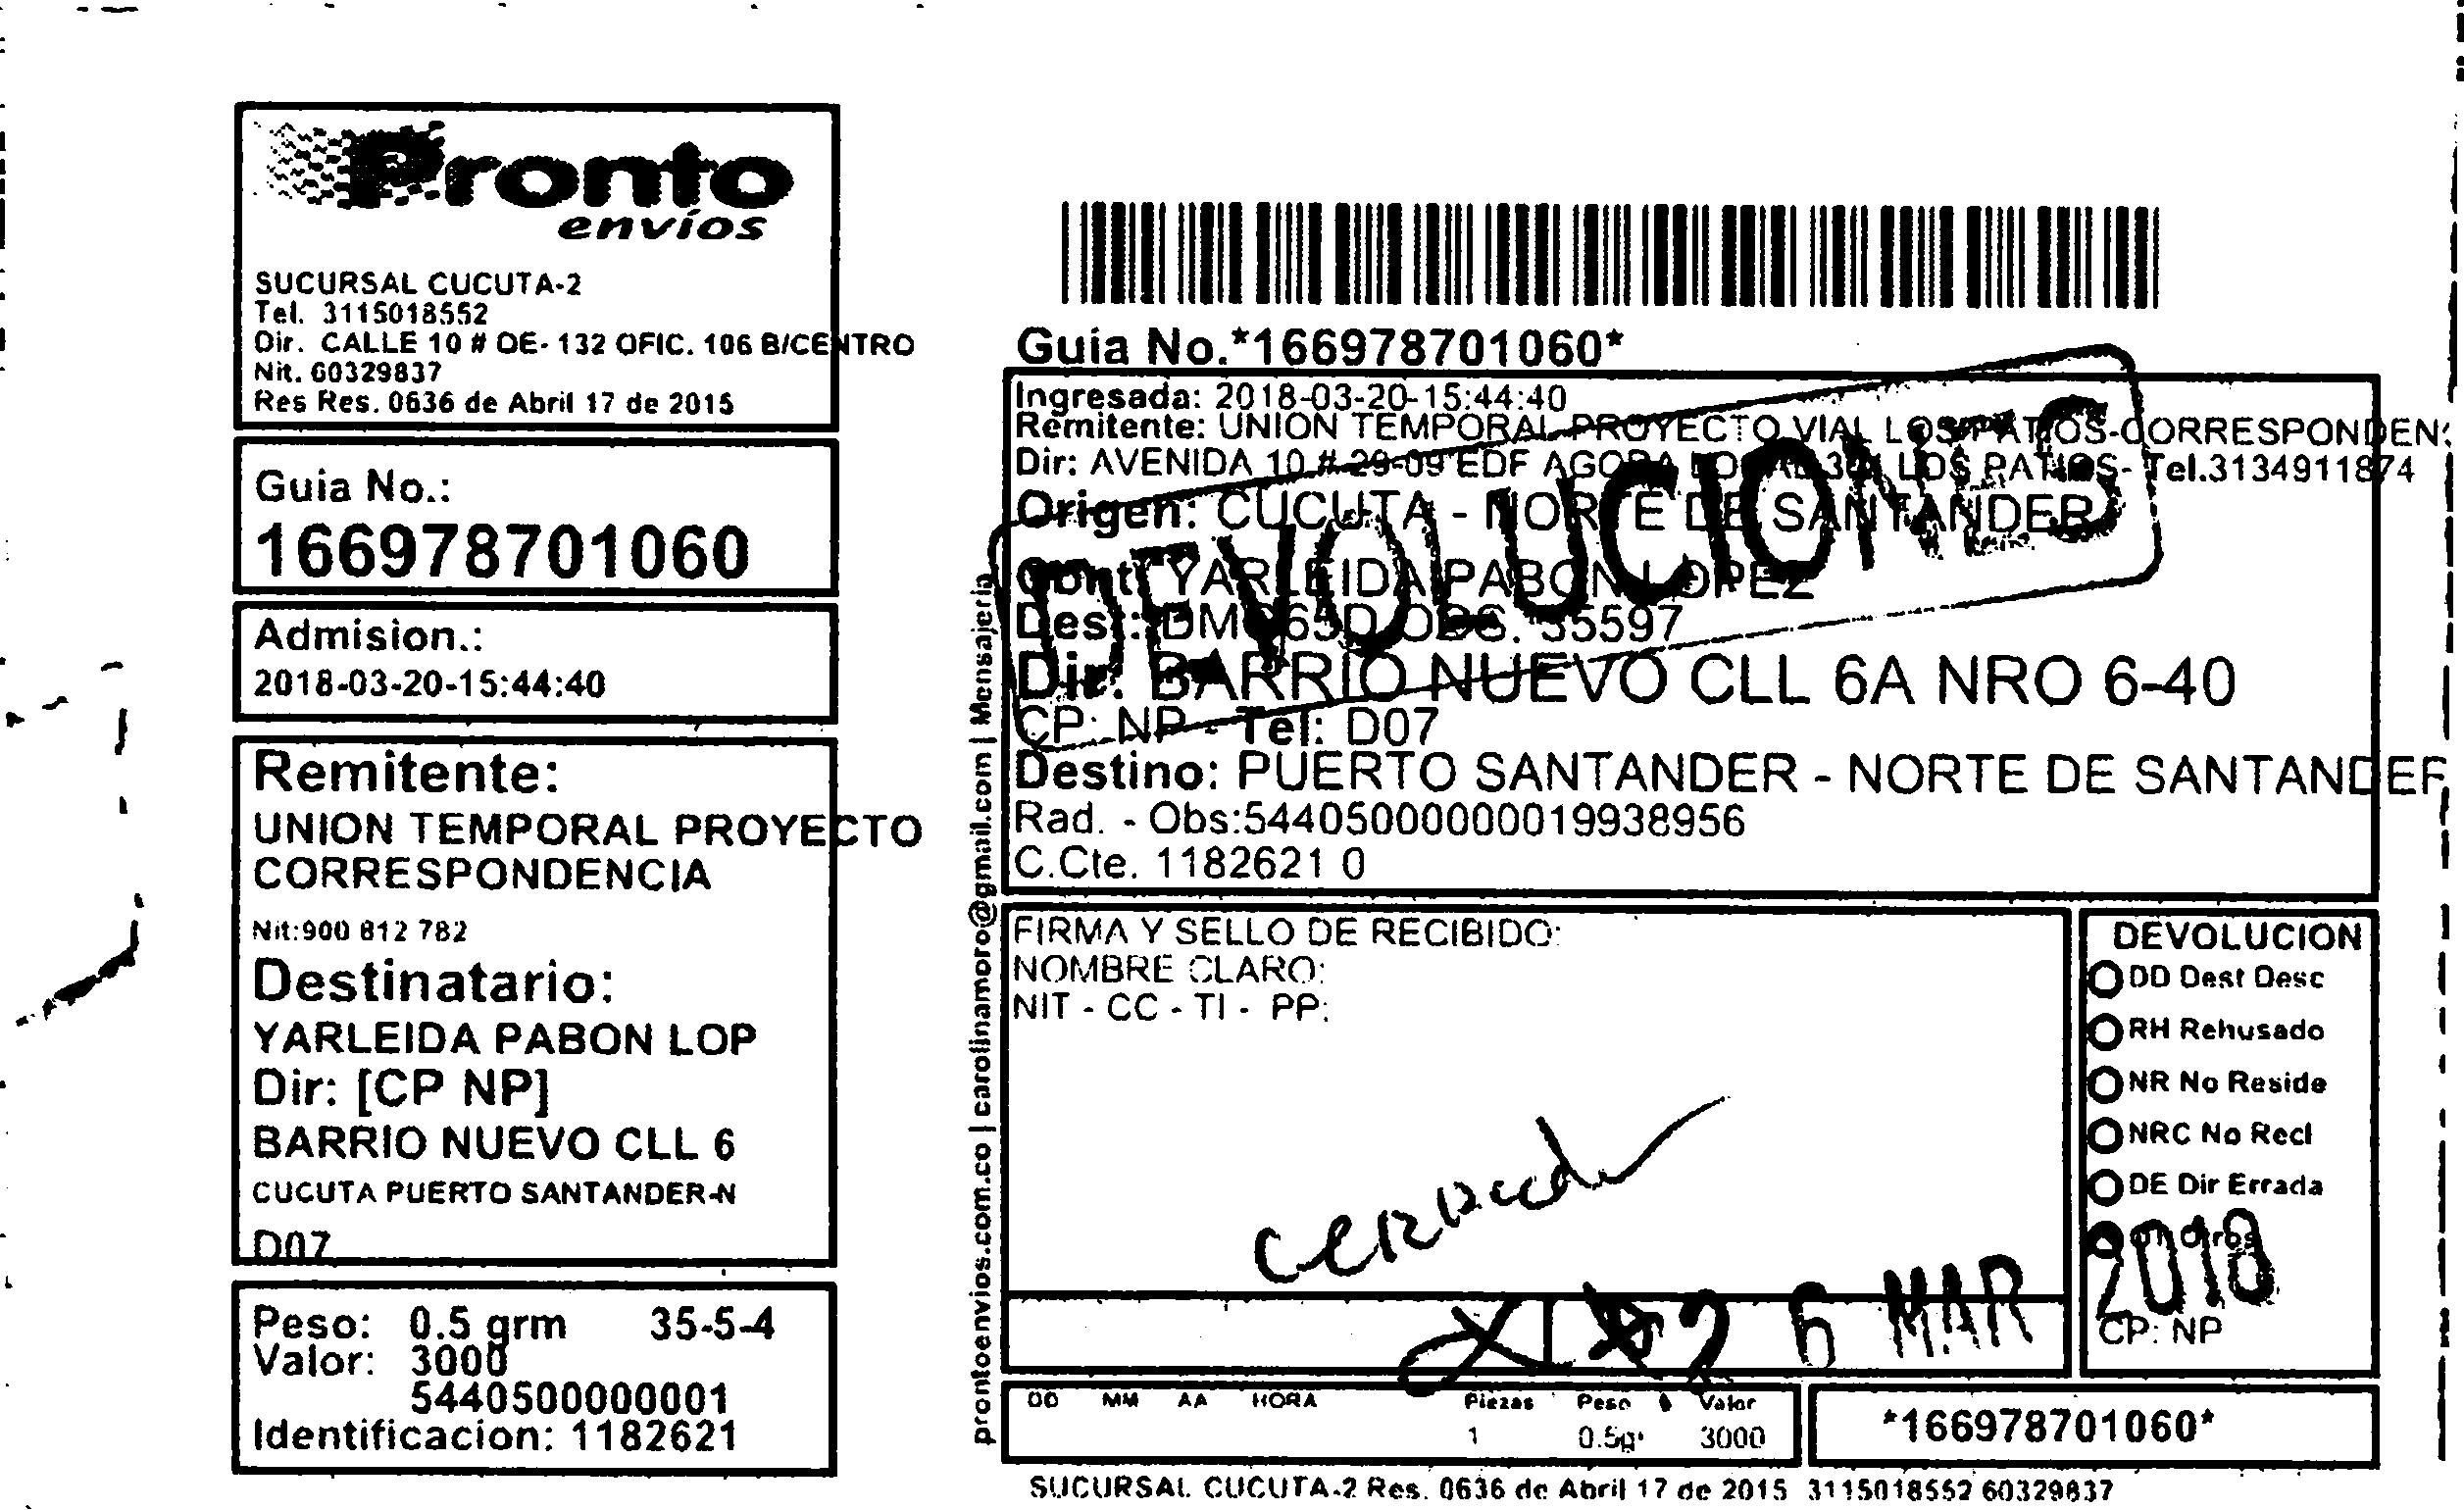 Pronto
envíos
SUCURSAL CUCUTA-2
Tel. 3115018552
Dir. CALLE 10 # OE- 132 OFIC. 106 B/CENTRO
Nit. 60329837
Res Res. 0636 de Abril 17 de 2015
Guia No.:
166978701060
Admision.:
2018-03-20-15:44:40
Remitente:
UNION TEMPORAL PROYECTO
CORRESPONDENCIA
Nit:900 812 782
Destinatario:
YARLEIDA PABON LOP
Dir: [CP NP]
BARRIO NUEVO CLL 6
CUCUTA PUERTO SANTANDER-N
D07
Peso: 0.5 grm 35-5-4
Valor: 3000
5440500000001
Identificacion: 1182621
prontoenvios.com.co | carolinamoro@gmail.com | Mensajeria
Guia No.*166978701060*
Ingresada: 2018-03-20-15:44:40
Remitente: UNION TEMPORAL PROYECTO VIAL LOS PATIOS-CORRESPONDEN
Dir: AVENIDA 10 # 29-09 EDF AGORA LOCAL LOS PATIOS- Tel.3134911874
Origen: CUCUTA - NORTE DE SANTANDER
DEVOLUCIONES
Cont: YARLEIDA PABON LOPEZ
Dest: OBS. 35597
Dir: BARRIO NUEVO CLL 6A NRO 6-40
CP: NP - Tel: D07
Destino: PUERTO SANTANDER - NORTE DE SANTANDER
Rad. - Obs:544050000000019938956
C.Cte. 1182621 0
FIRMA Y SELLO DE RECIBIDO:
NOMBRE CLARO:
NIT - CC - TI - PP:
cerrado
26 MAR 2018
DEVOLUCION
DD Dest Desc
RH Rehusado
NR No Reside
NRC No Recl
DE Dir Errada
OT Otros
CP: NP
DD MM AA HORA Piezas Peso Valor
1 0.5gr 3000
*166978701060*
SUCURSAL CUCUTA-2 Res. 0636 de Abril 17 de 2015 3115018552 60329837